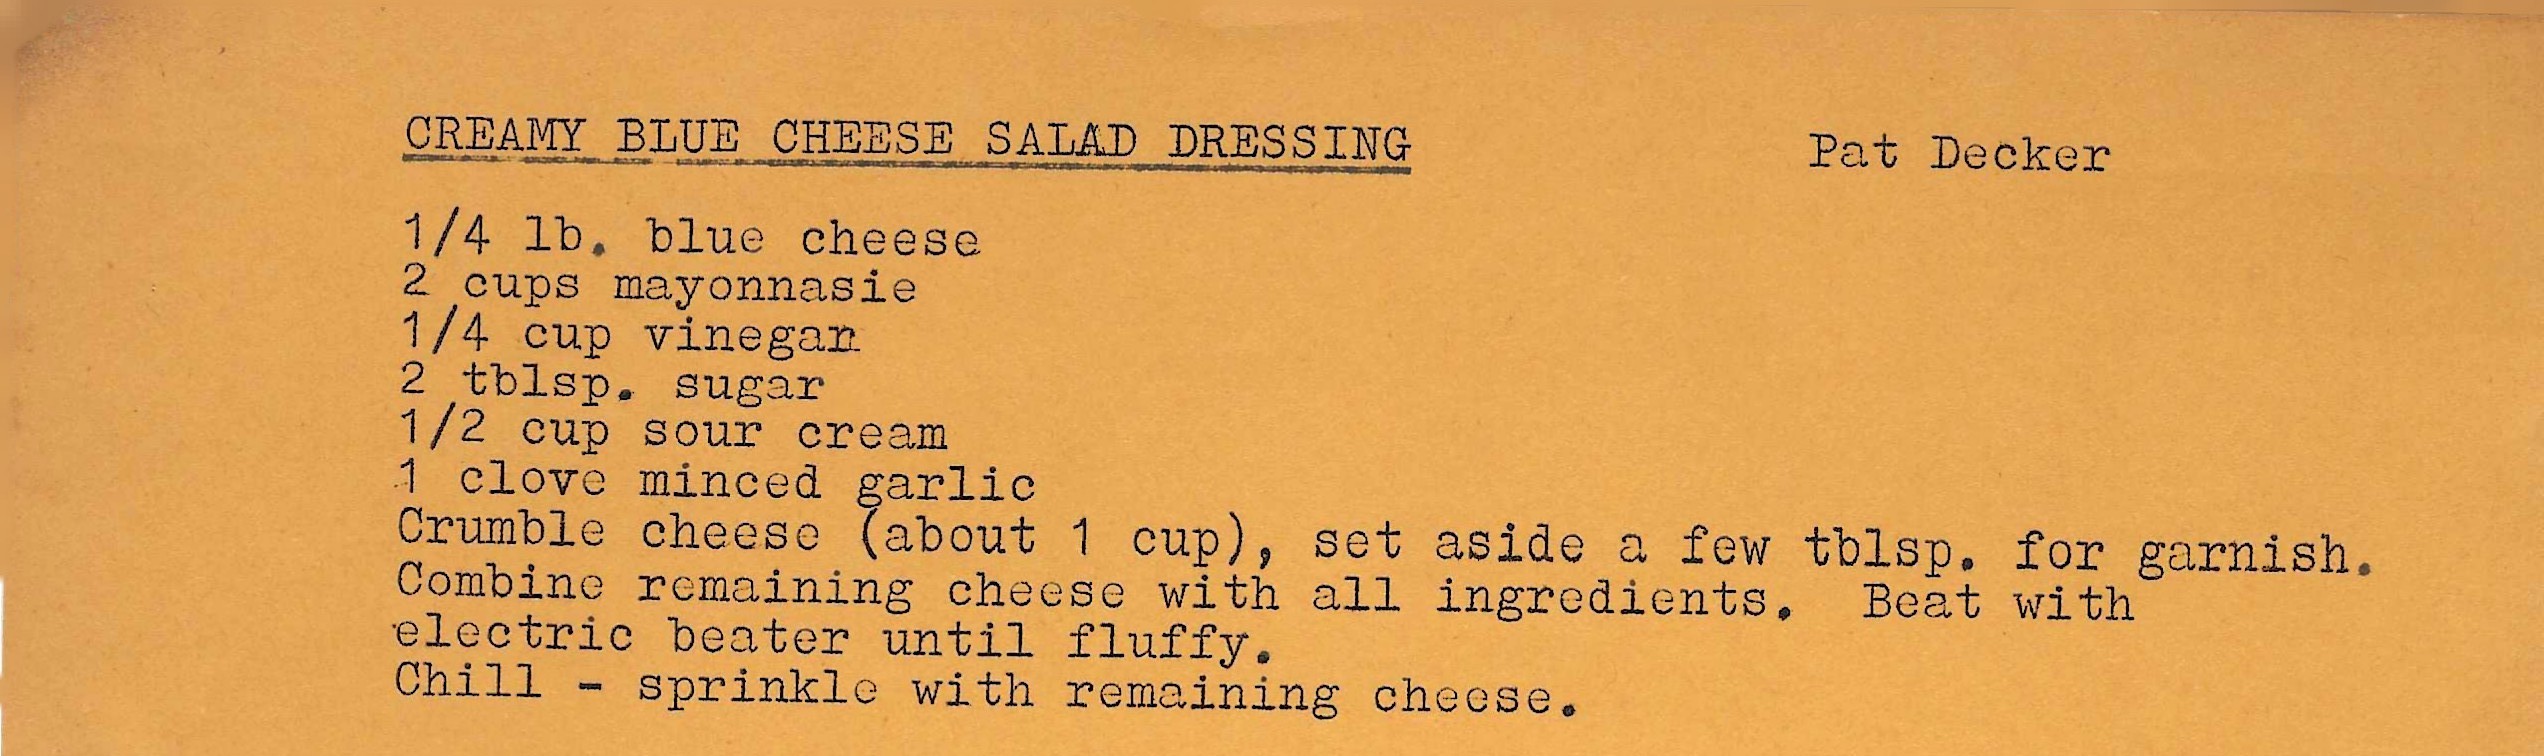 CREAMY BLUE CHEESE SALAD DRESSING Pat Decker
1/4 lb. blue cheese
2 cups mayonnasie
1/4 cup vinegar
2 tblsp. sugar
1/2 cup sour cream
1 clove minced garlic
Crumble cheese (about 1 cup), set aside a few tblsp. for garnish.
Combine remaining cheese with all ingredients. Beat with
electric beater until fluffy.
Chill - sprinkle with remaining cheese.